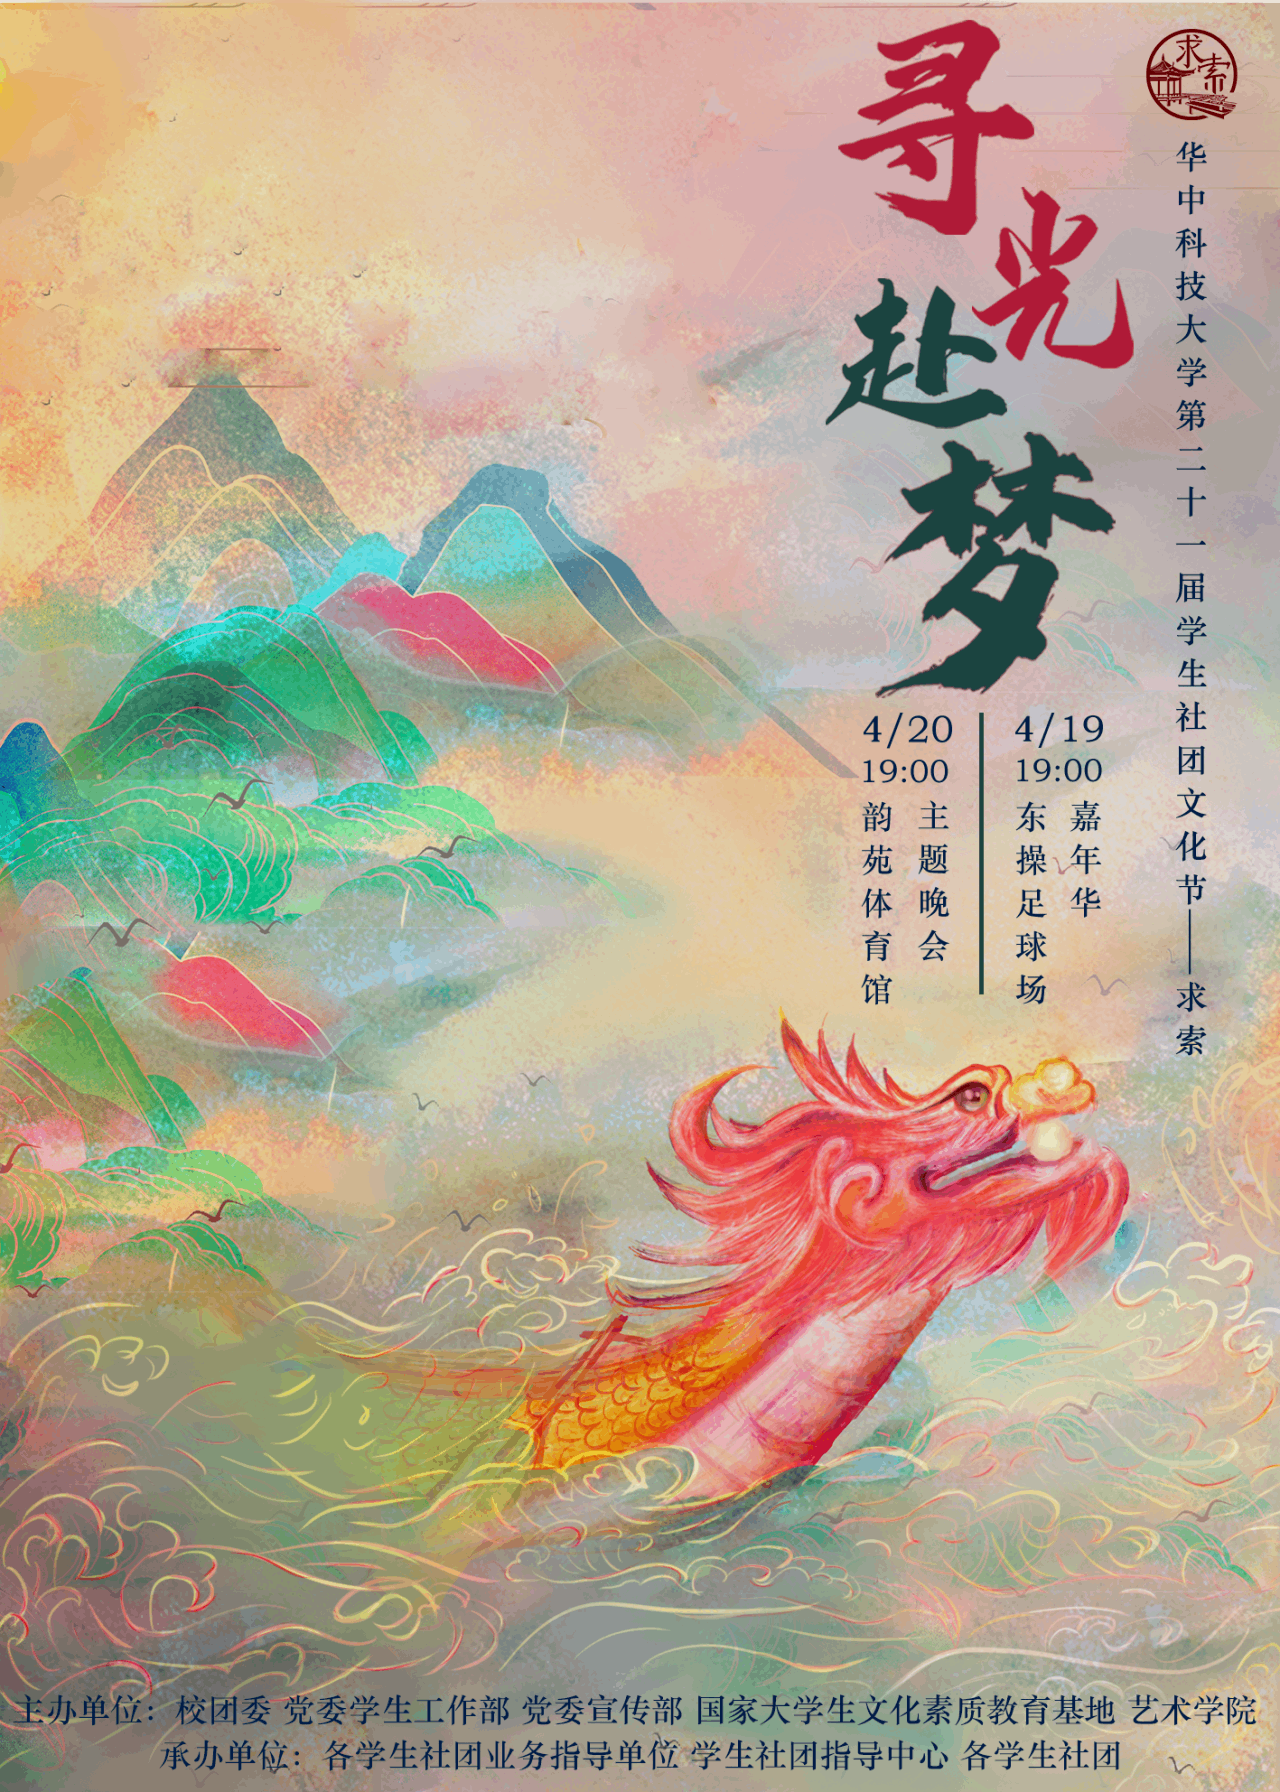 求索
华中科技大学第二十一届学生社团文化节——求索
寻光
赴梦
4/19
19:00
嘉年华
东操足球场
4/20
19:00
主题晚会
韵苑体育馆
主办单位：校团委 党委学生工作部 党委宣传部 国家大学生文化素质教育基地 艺术学院
承办单位：各学生社团业务指导单位 学生社团指导中心 各学生社团